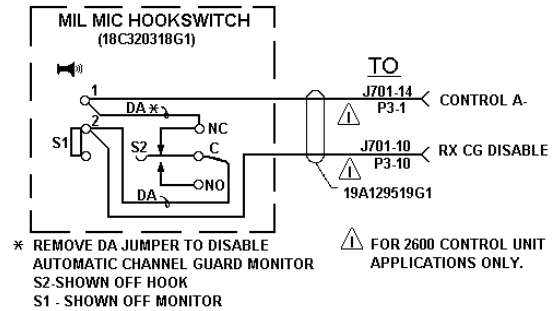 MIL MIC HOOKSWITCH
(18C320318G1)
TO
1
DA *
J701-14
P3-1
CONTROL A-
2
NC
S1
S2
C
J701-10
P3-10
RX CG DISABLE
NO
DA
19A129519G1
* REMOVE DA JUMPER TO DISABLE
AUTOMATIC CHANNEL GUARD MONITOR
S2-SHOWN OFF HOOK
S1 - SHOWN OFF MONITOR
FOR 2600 CONTROL UNIT
APPLICATIONS ONLY.